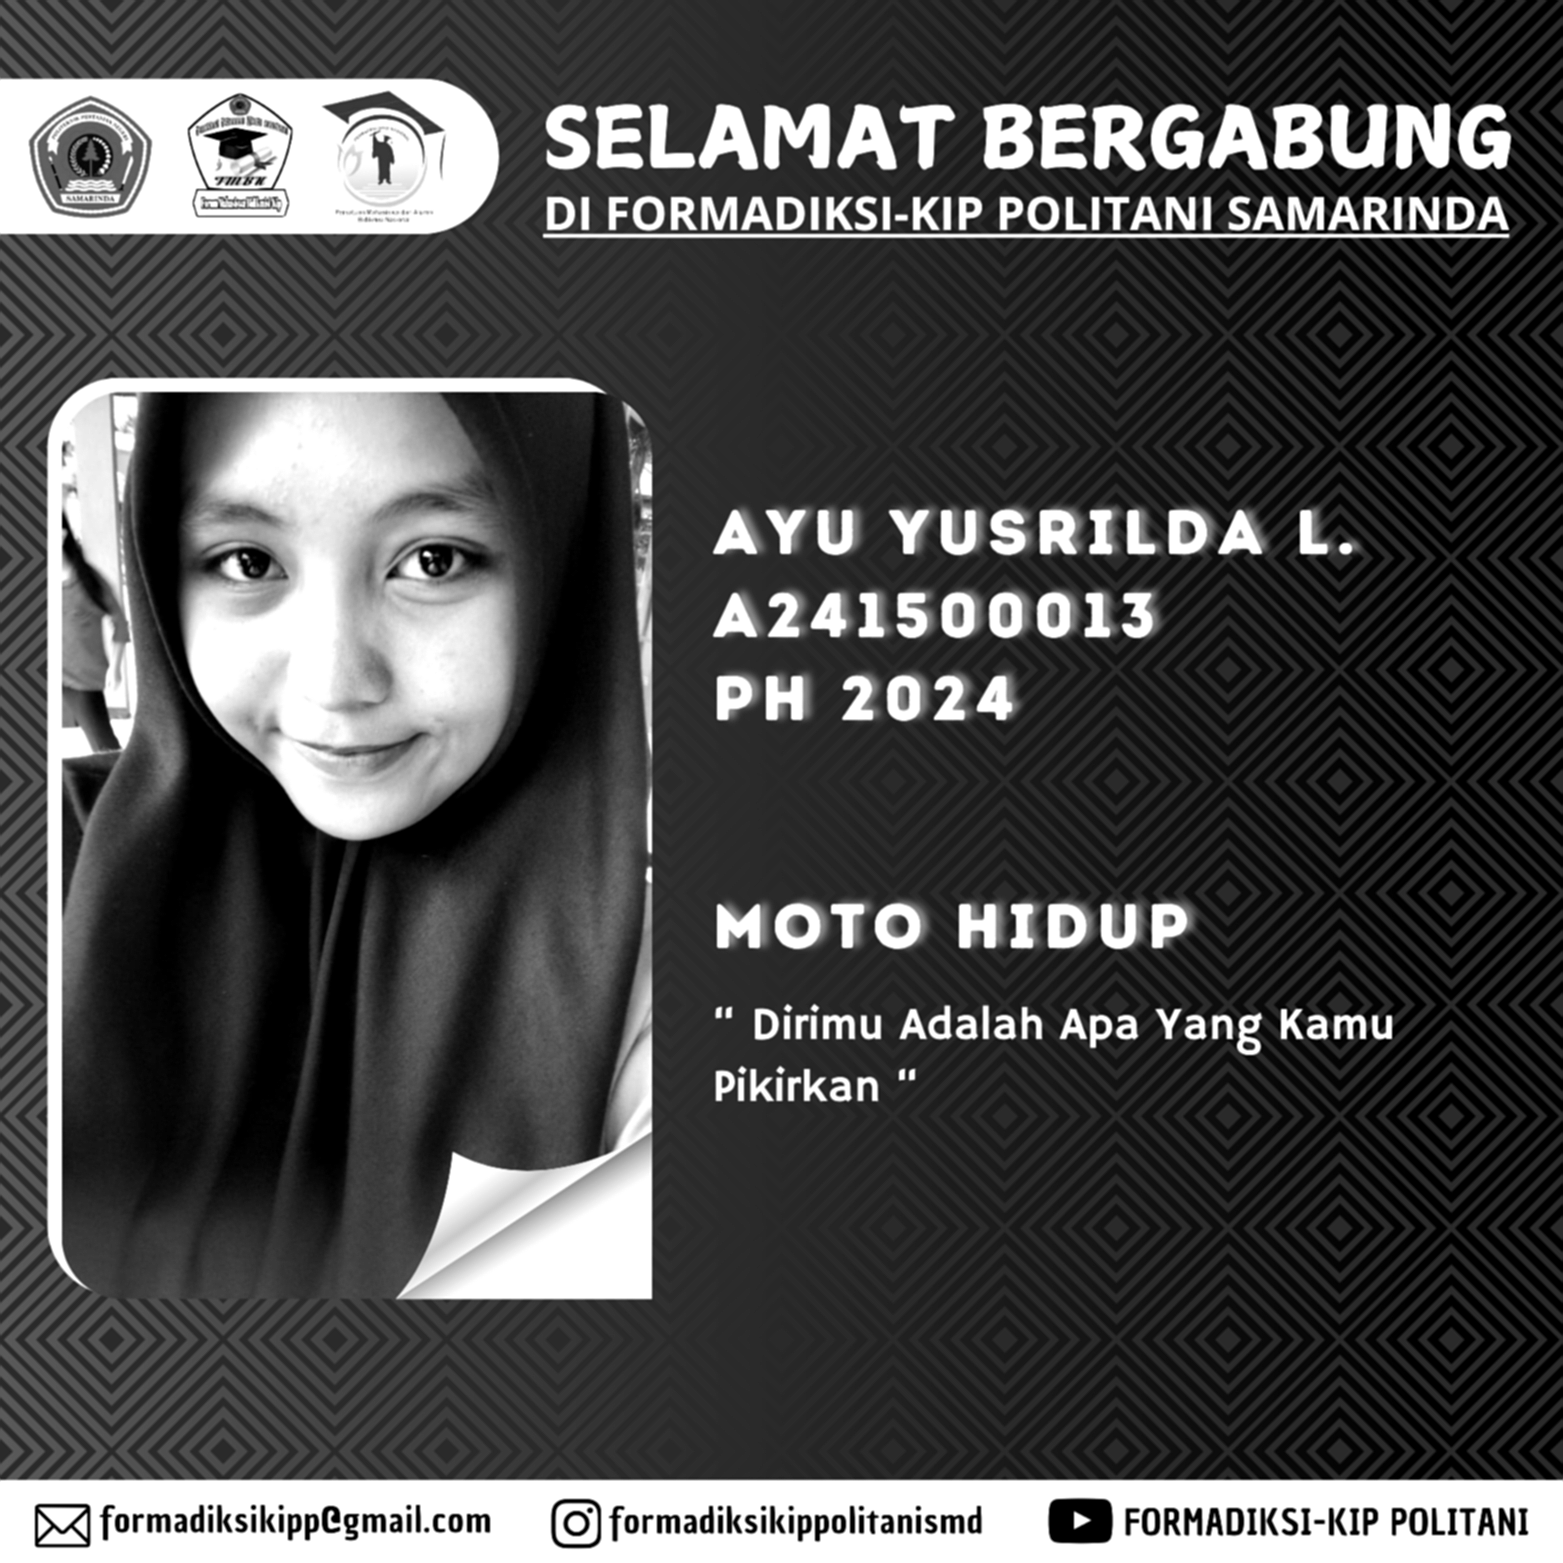 SAMARINDA
SELAMAT BERGABUNG
DI FORMADIKSI-KIP POLITANI SAMARINDA
AYU YUSRILDA L.
A241500013
PH 2024
MOTO HIDUP
“ Dirimu Adalah Apa Yang Kamu
Pikirkan “
formadiksikipp@gmail.com
formadiksikippolitanismd
FORMADIKSI-KIP POLITANI